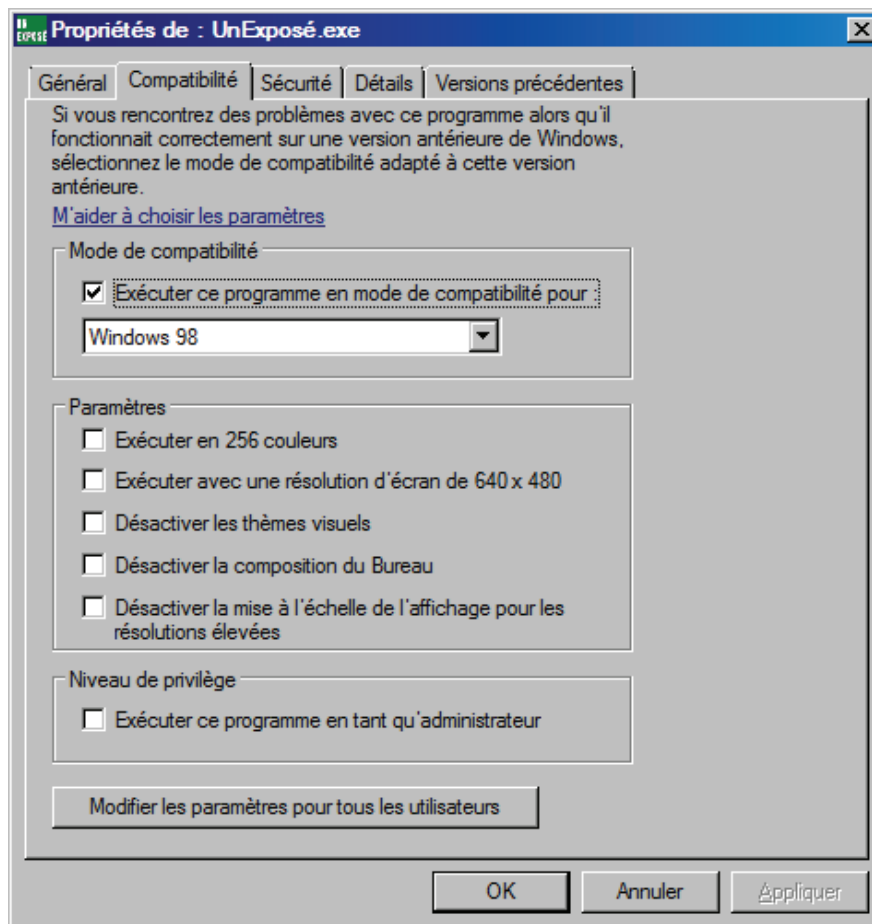 EXPOSÉ
Propriétés de : UnExposé.exe
Général
Compatibilité
Sécurité
Détails
Versions précédentes
Si vous rencontrez des problèmes avec ce programme alors qu'il
fonctionnait correctement sur une version antérieure de Windows,
sélectionnez le mode de compatibilité adapté à cette version
antérieure.
M'aider à choisir les paramètres
Mode de compatibilité
Exécuter ce programme en mode de compatibilité pour :
Windows 98
Paramètres
Exécuter en 256 couleurs
Exécuter avec une résolution d'écran de 640 x 480
Désactiver les thèmes visuels
Désactiver la composition du Bureau
Désactiver la mise à l'échelle de l'affichage pour les
résolutions élevées
Niveau de privilège
Exécuter ce programme en tant qu'administrateur
Modifier les paramètres pour tous les utilisateurs
OK
Annuler
Appliquer